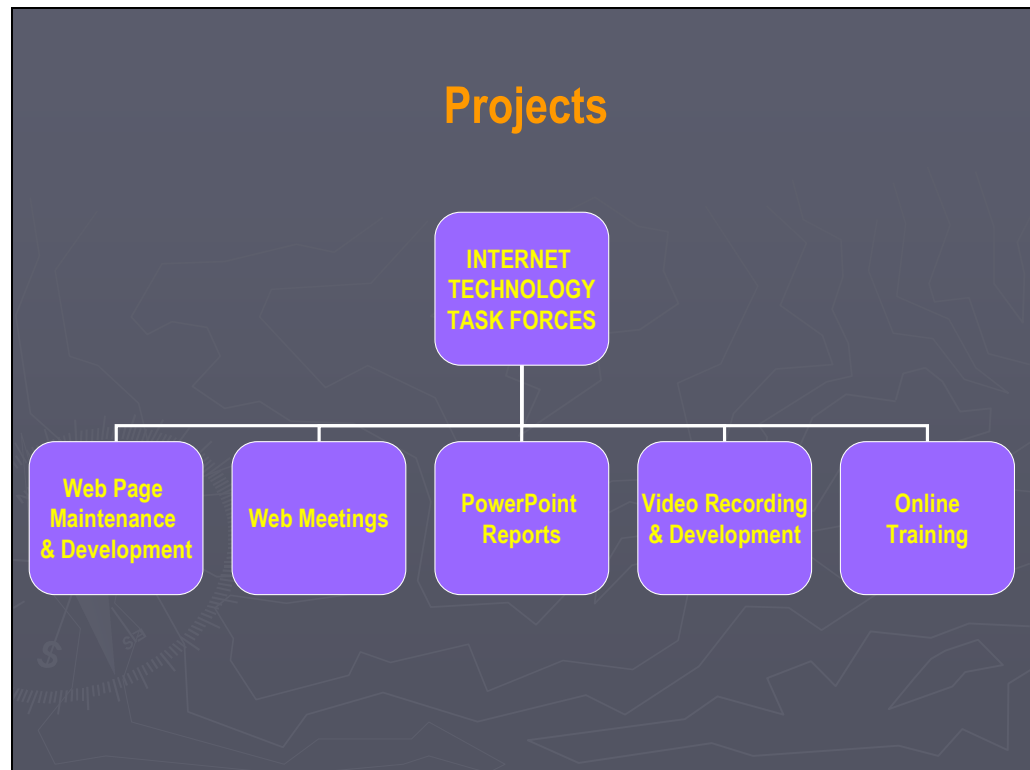 Projects
INTERNET
TECHNOLOGY
TASK FORCES
Web Page
Maintenance
& Development
Web Meetings
PowerPoint
Reports
Video Recording
& Development
Online
Training